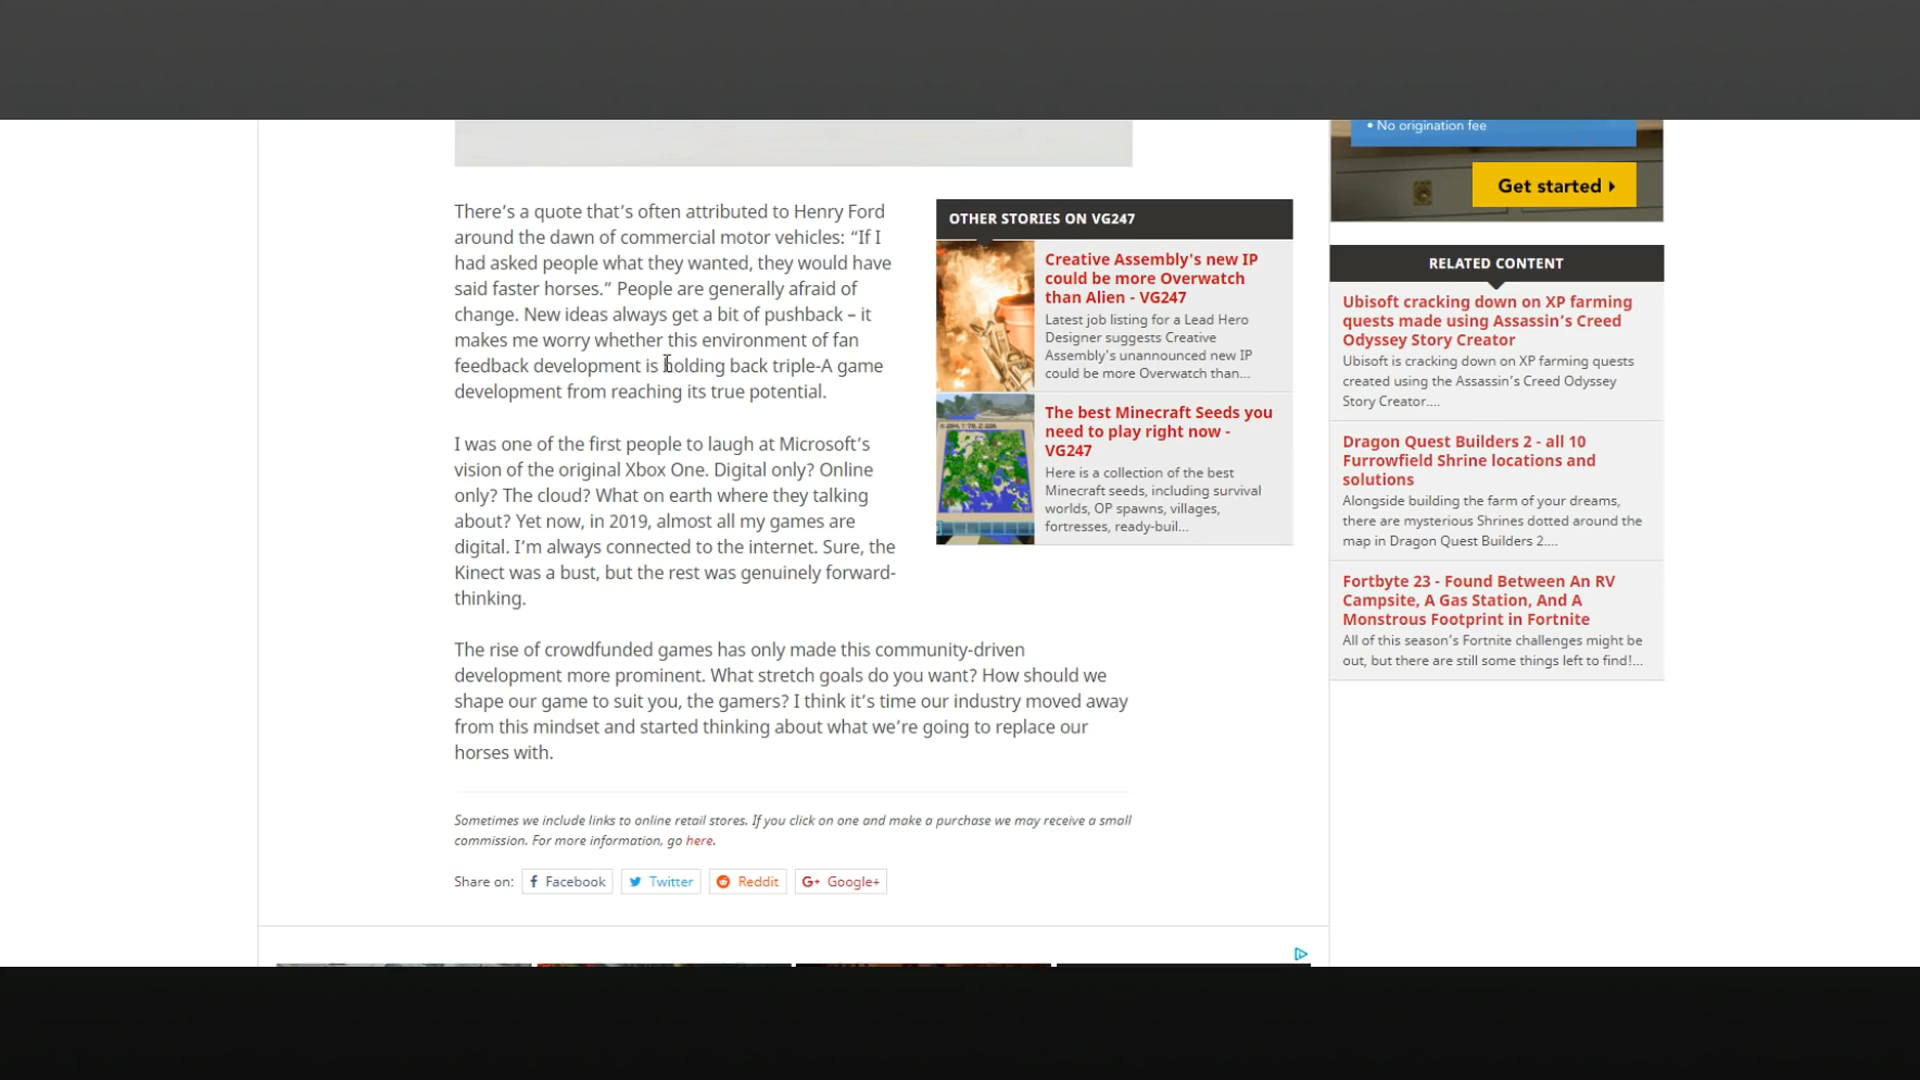 • No origination fee
Get started
There’s a quote that’s often attributed to Henry Ford
around the dawn of commercial motor vehicles: “If I
had asked people what they wanted, they would have
said faster horses.” People are generally afraid of
change. New ideas always get a bit of pushback – it
makes me worry whether this environment of fan
feedback development is holding back triple-A game
development from reaching its true potential.
I was one of the first people to laugh at Microsoft’s
vision of the original Xbox One. Digital only? Online
only? The cloud? What on earth where they talking
about? Yet now, in 2019, almost all my games are
digital. I’m always connected to the internet. Sure, the
Kinect was a bust, but the rest was genuinely forward-
thinking.
The rise of crowdfunded games has only made this community-driven
development more prominent. What stretch goals do you want? How should we
shape our game to suit you, the gamers? I think it’s time our industry moved away
from this mindset and started thinking about what we’re going to replace our
horses with.
Sometimes we include links to online retail stores. If you click on one and make a purchase we may receive a small
commission. For more information, go here.
Share on: Facebook Twitter Reddit G+ Google+
OTHER STORIES ON VG247
Creative Assembly's new IP
could be more Overwatch
than Alien - VG247
Latest job listing for a Lead Hero
Designer suggests Creative
Assembly's unannounced new IP
could be more Overwatch than...
The best Minecraft Seeds you
need to play right now -
VG247
Here is a collection of the best
Minecraft seeds, including survival
worlds, OP spawns, villages,
fortresses, ready-buil...
RELATED CONTENT
Ubisoft cracking down on XP farming
quests made using Assassin’s Creed
Odyssey Story Creator
Ubisoft is cracking down on XP farming quests
created using the Assassin’s Creed Odyssey
Story Creator....
Dragon Quest Builders 2 - all 10
Furrowfield Shrine locations and
solutions
Alongside building the farm of your dreams,
there are mysterious Shrines dotted around the
map in Dragon Quest Builders 2....
Fortbyte 23 - Found Between An RV
Campsite, A Gas Station, And A
Monstrous Footprint in Fortnite
All of this season’s Fortnite challenges might be
out, but there are still some things left to find!...